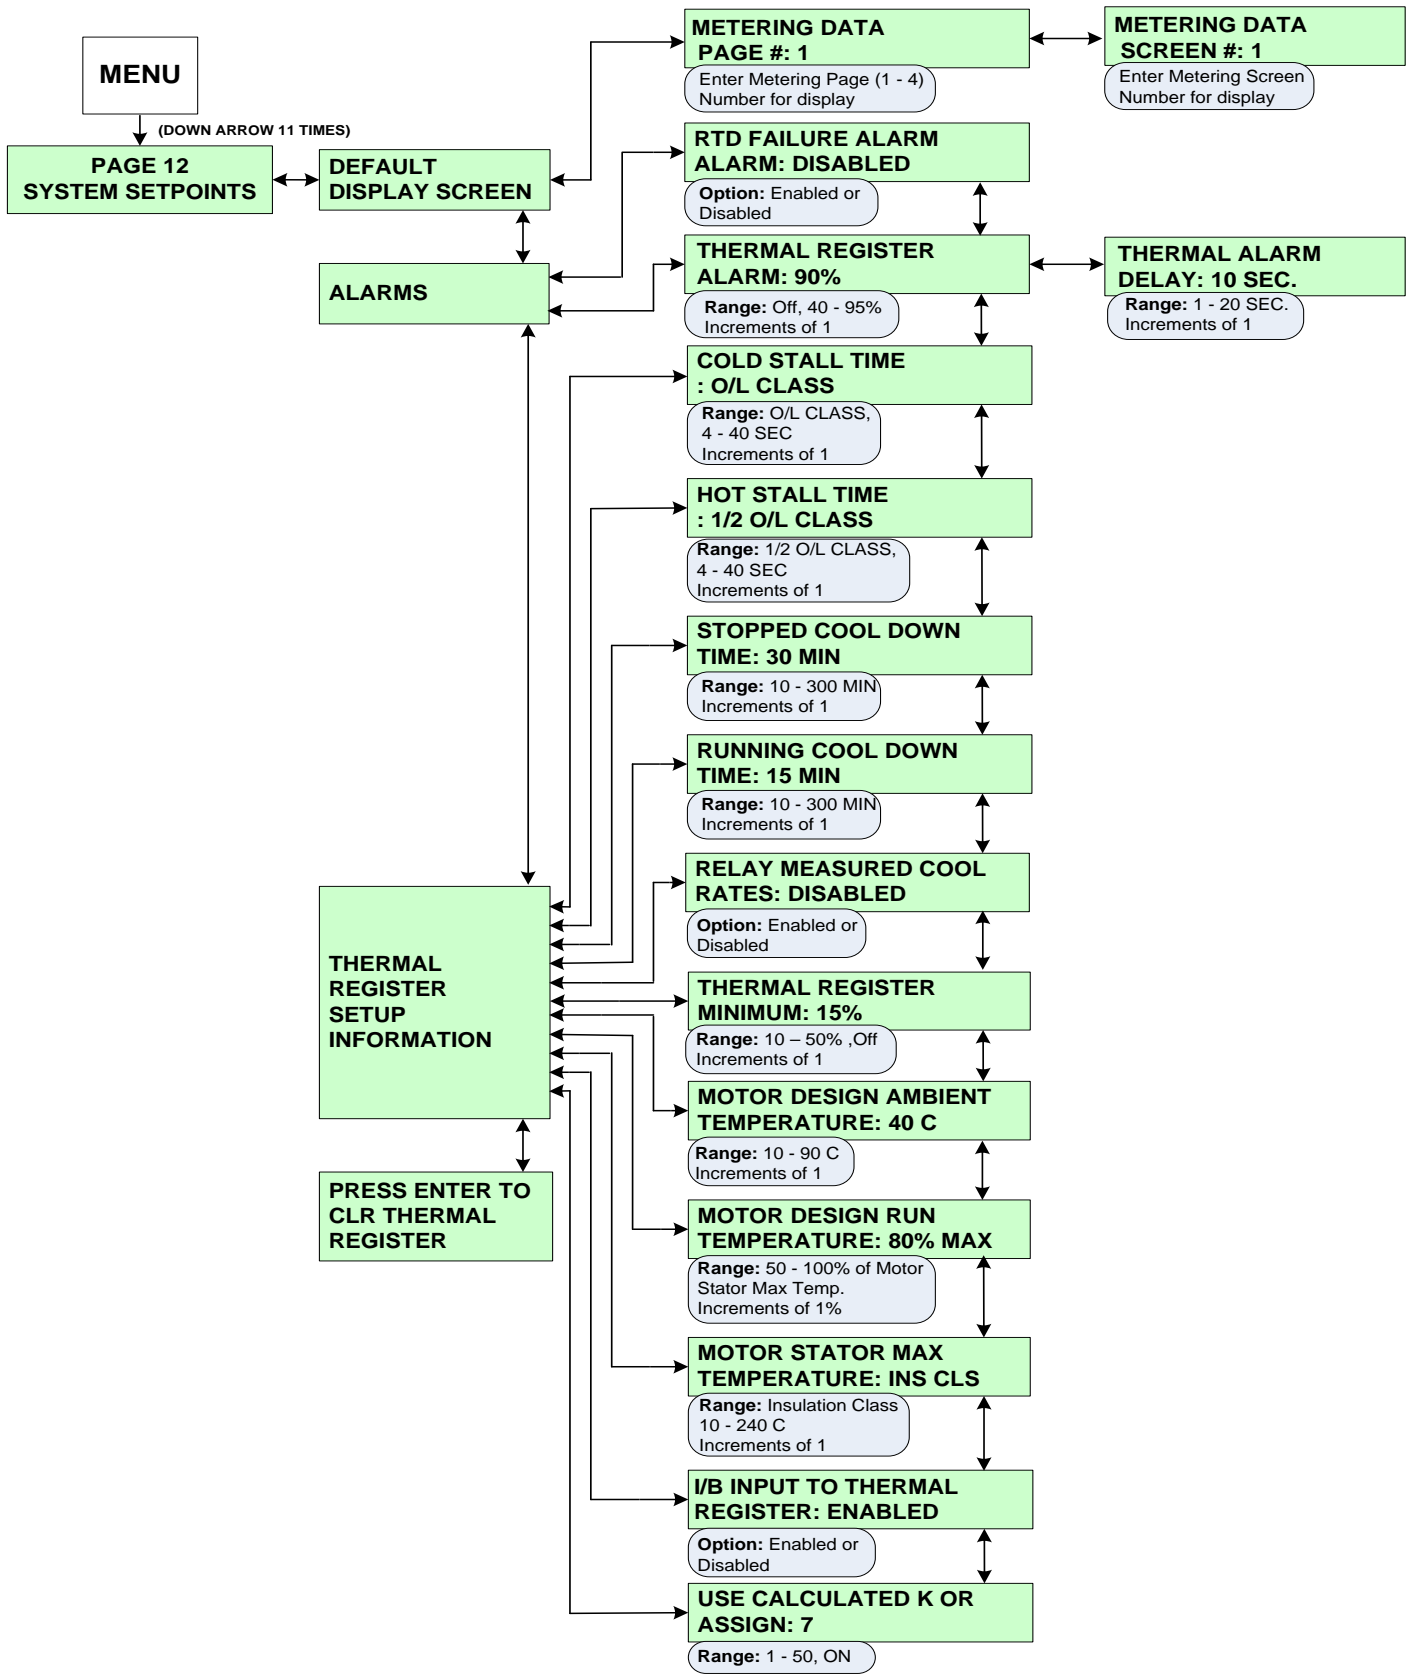 MENU
(DOWN ARROW 11 TIMES)
PAGE 12
SYSTEM SETPOINTS
DEFAULT
DISPLAY SCREEN
METERING DATA
PAGE #: 1
Enter Metering Page (1 - 4)
Number for display
METERING DATA
SCREEN #: 1
Enter Metering Screen
Number for display
ALARMS
RTD FAILURE ALARM
ALARM: DISABLED
Option: Enabled or
Disabled
THERMAL REGISTER
ALARM: 90%
Range: Off, 40 - 95%
Increments of 1
THERMAL ALARM
DELAY: 10 SEC.
Range: 1 - 20 SEC.
Increments of 1
THERMAL
REGISTER
SETUP
INFORMATION
COLD STALL TIME
: O/L CLASS
Range: O/L CLASS,
4 - 40 SEC
Increments of 1
HOT STALL TIME
: 1/2 O/L CLASS
Range: 1/2 O/L CLASS,
4 - 40 SEC
Increments of 1
STOPPED COOL DOWN
TIME: 30 MIN
Range: 10 - 300 MIN
Increments of 1
RUNNING COOL DOWN
TIME: 15 MIN
Range: 10 - 300 MIN
Increments of 1
RELAY MEASURED COOL
RATES: DISABLED
Option: Enabled or
Disabled
THERMAL REGISTER
MINIMUM: 15%
Range: 10 – 50% ,Off
Increments of 1
MOTOR DESIGN AMBIENT
TEMPERATURE: 40 C
Range: 10 - 90 C
Increments of 1
MOTOR DESIGN RUN
TEMPERATURE: 80% MAX
Range: 50 - 100% of Motor
Stator Max Temp.
Increments of 1%
MOTOR STATOR MAX
TEMPERATURE: INS CLS
Range: Insulation Class
10 - 240 C
Increments of 1
I/B INPUT TO THERMAL
REGISTER: ENABLED
Option: Enabled or
Disabled
USE CALCULATED K OR
ASSIGN: 7
Range: 1 - 50, ON
PRESS ENTER TO
CLR THERMAL
REGISTER